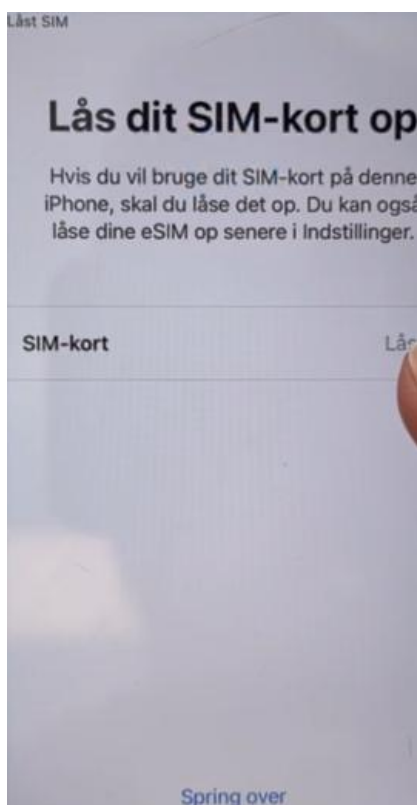 Låst SIM
Lås dit SIM-kort op
Hvis du vil bruge dit SIM-kort på denne
iPhone, skal du låse det op. Du kan også
låse dine eSIM op senere i Indstillinger.
SIM-kort
Spring over